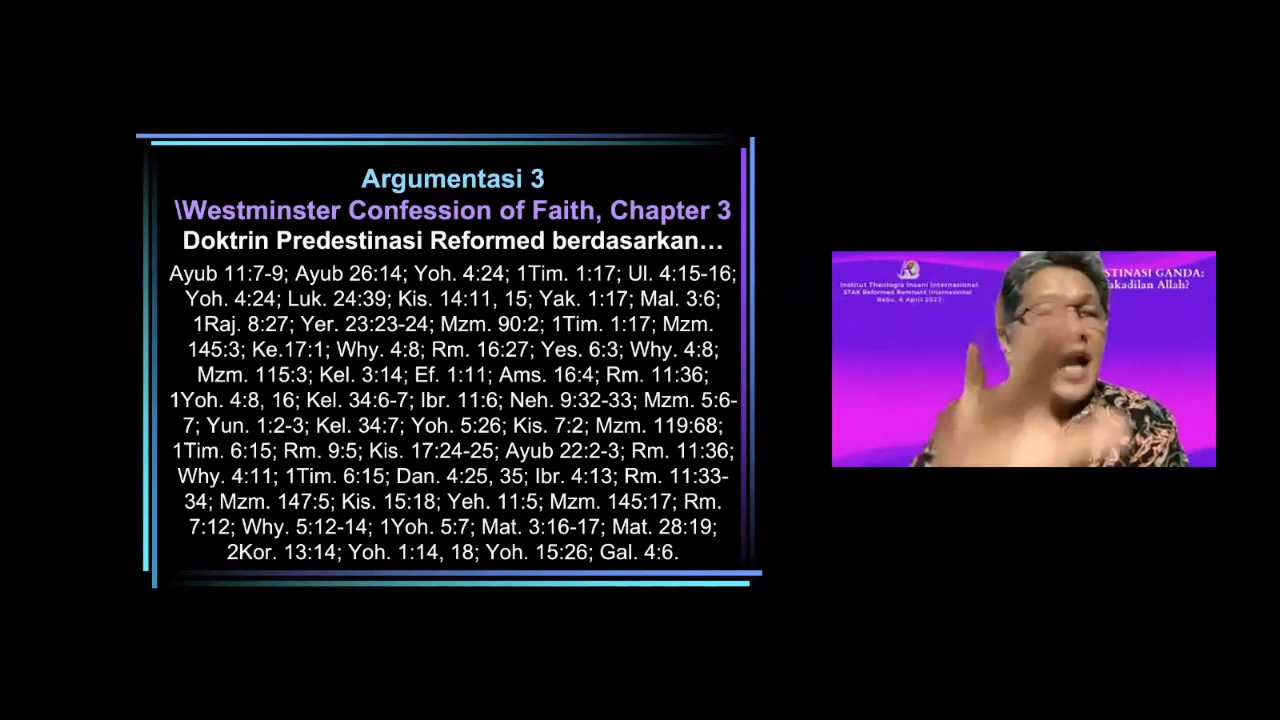 Argumentasi 3
\Westminster Confession of Faith, Chapter 3
Doktrin Predestinasi Reformed berdasarkan…
Ayub 11:7-9; Ayub 26:14; Yoh. 4:24; 1Tim. 1:17; Ul. 4:15-16;
Yoh. 4:24; Luk. 24:39; Kis. 14:11, 15; Yak. 1:17; Mal. 3:6;
1Raj. 8:27; Yer. 23:23-24; Mzm. 90:2; 1Tim. 1:17; Mzm.
145:3; Ke.17:1; Why. 4:8; Rm. 16:27; Yes. 6:3; Why. 4:8;
Mzm. 115:3; Kel. 3:14; Ef. 1:11; Ams. 16:4; Rm. 11:36;
1Yoh. 4:8, 16; Kel. 34:6-7; Ibr. 11:6; Neh. 9:32-33; Mzm. 5:6-
7; Yun. 1:2-3; Kel. 34:7; Yoh. 5:26; Kis. 7:2; Mzm. 119:68;
1Tim. 6:15; Rm. 9:5; Kis. 17:24-25; Ayub 22:2-3; Rm. 11:36;
Why. 4:11; 1Tim. 6:15; Dan. 4:25, 35; Ibr. 4:13; Rm. 11:33-
34; Mzm. 147:5; Kis. 15:18; Yeh. 11:5; Mzm. 145:17; Rm.
7:12; Why. 5:12-14; 1Yoh. 5:7; Mat. 3:16-17; Mat. 28:19;
2Kor. 13:14; Yoh. 1:14, 18; Yoh. 15:26; Gal. 4:6.
Institut Theologia Insani Internasional
STAK Reformed Remnant Internasional
Rabu, 6 April 2022
STINASI GANDA:
akadilan Allah?